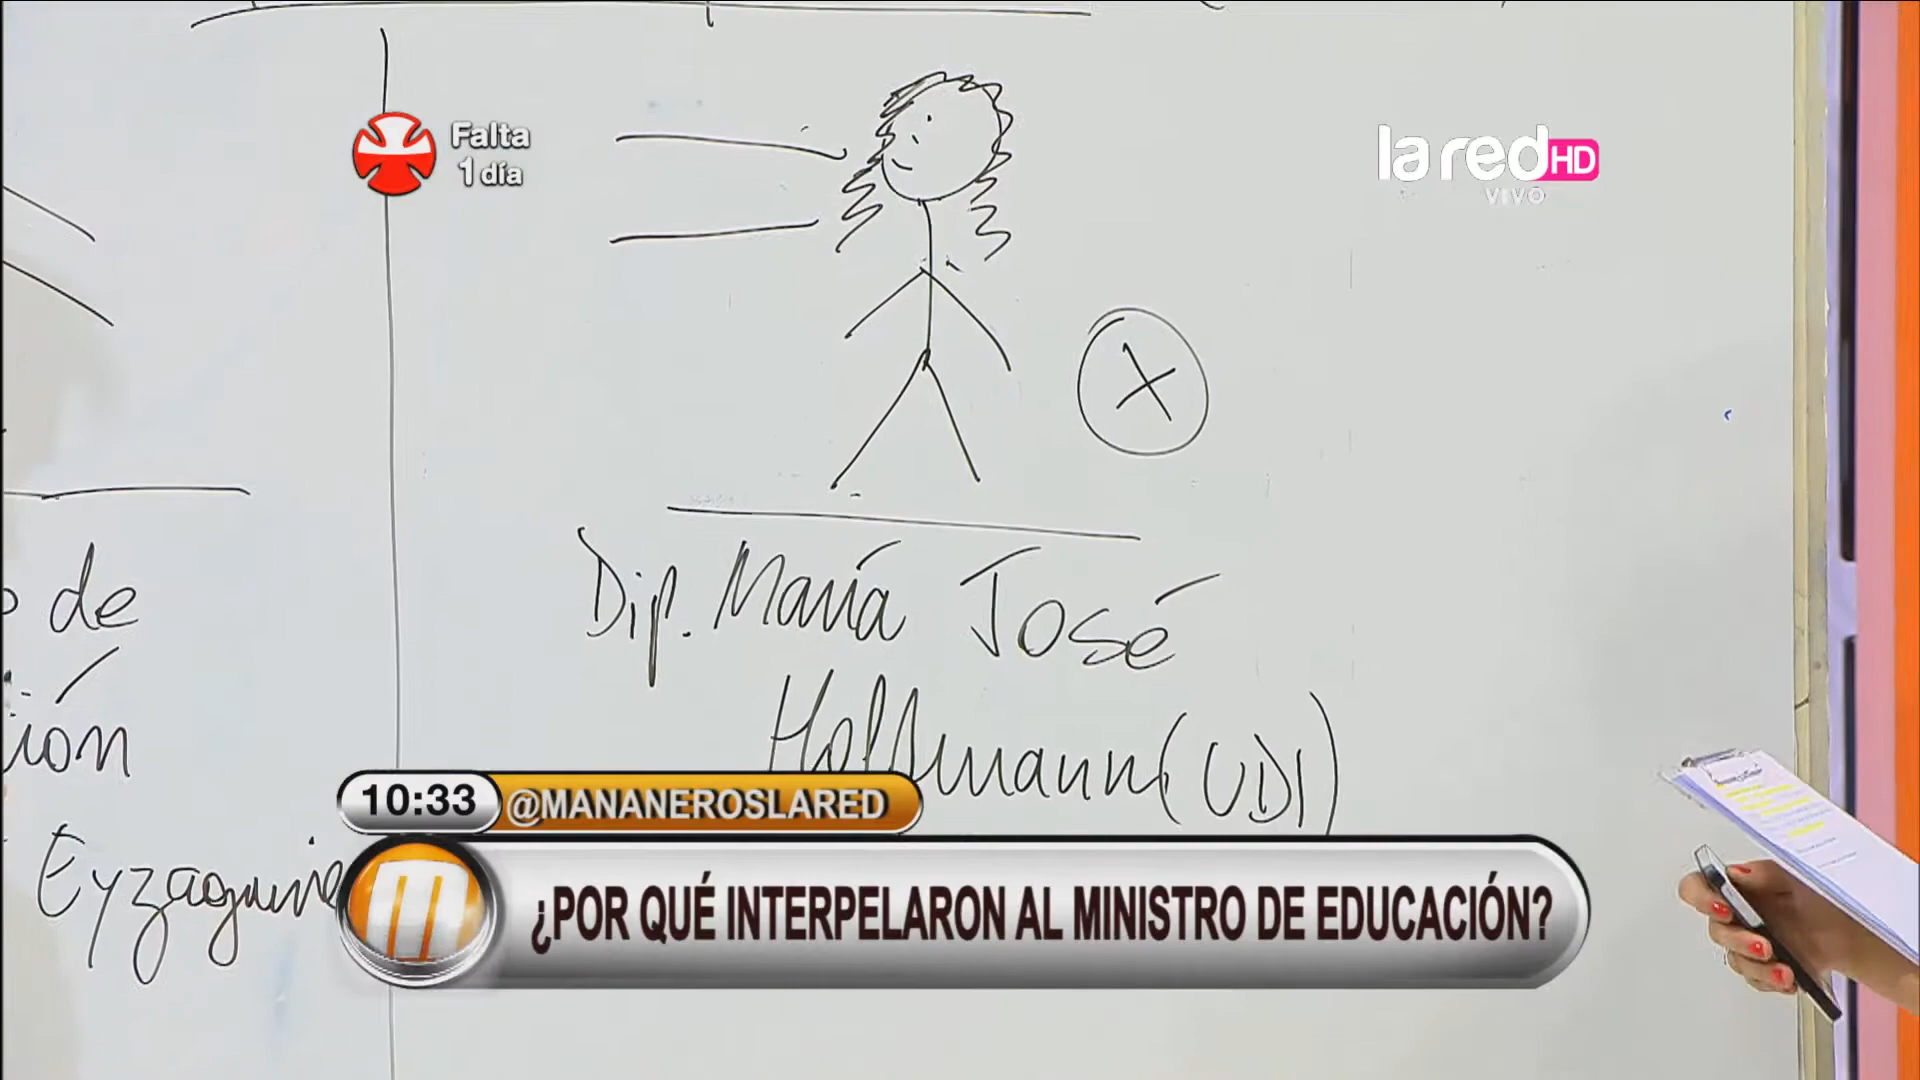 Falta
1 día
la red HD
VIVO
Dip. María José
Hoffmann (UDI)
de
ión
Eyzaguirre
10:33 @MANANEROSLARED
m
¿POR QUÉ INTERPELARON AL MINISTRO DE EDUCACIÓN?